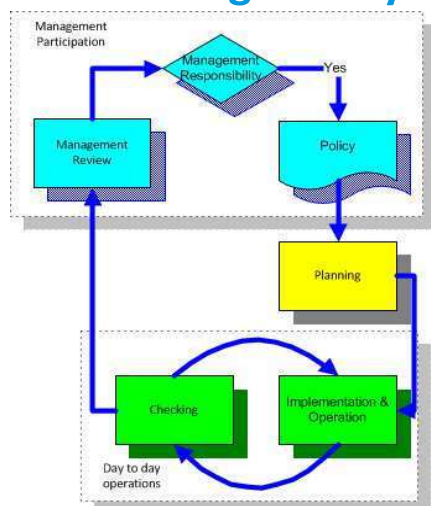 Management
Participation
Management
Responsibility
Yes
Management
Review
Policy
Planning
Checking
Implementation &
Operation
Day to day
operations